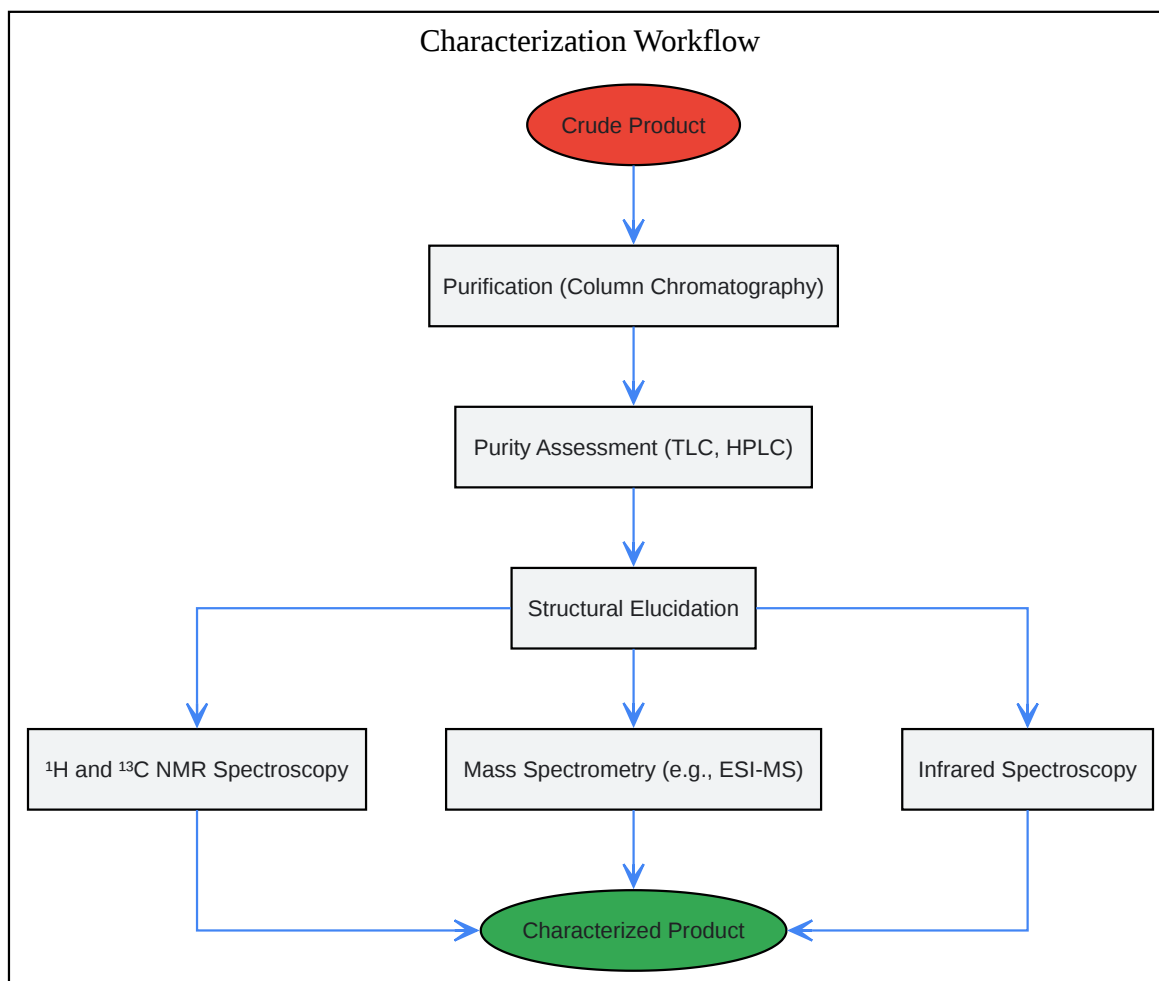 Characterization Workflow
Crude Product
Purification (Column Chromatography)
Purity Assessment (TLC, HPLC)
Structural Elucidation
¹H and ¹³C NMR Spectroscopy
Mass Spectrometry (e.g., ESI-MS)
Infrared Spectroscopy
Characterized Product